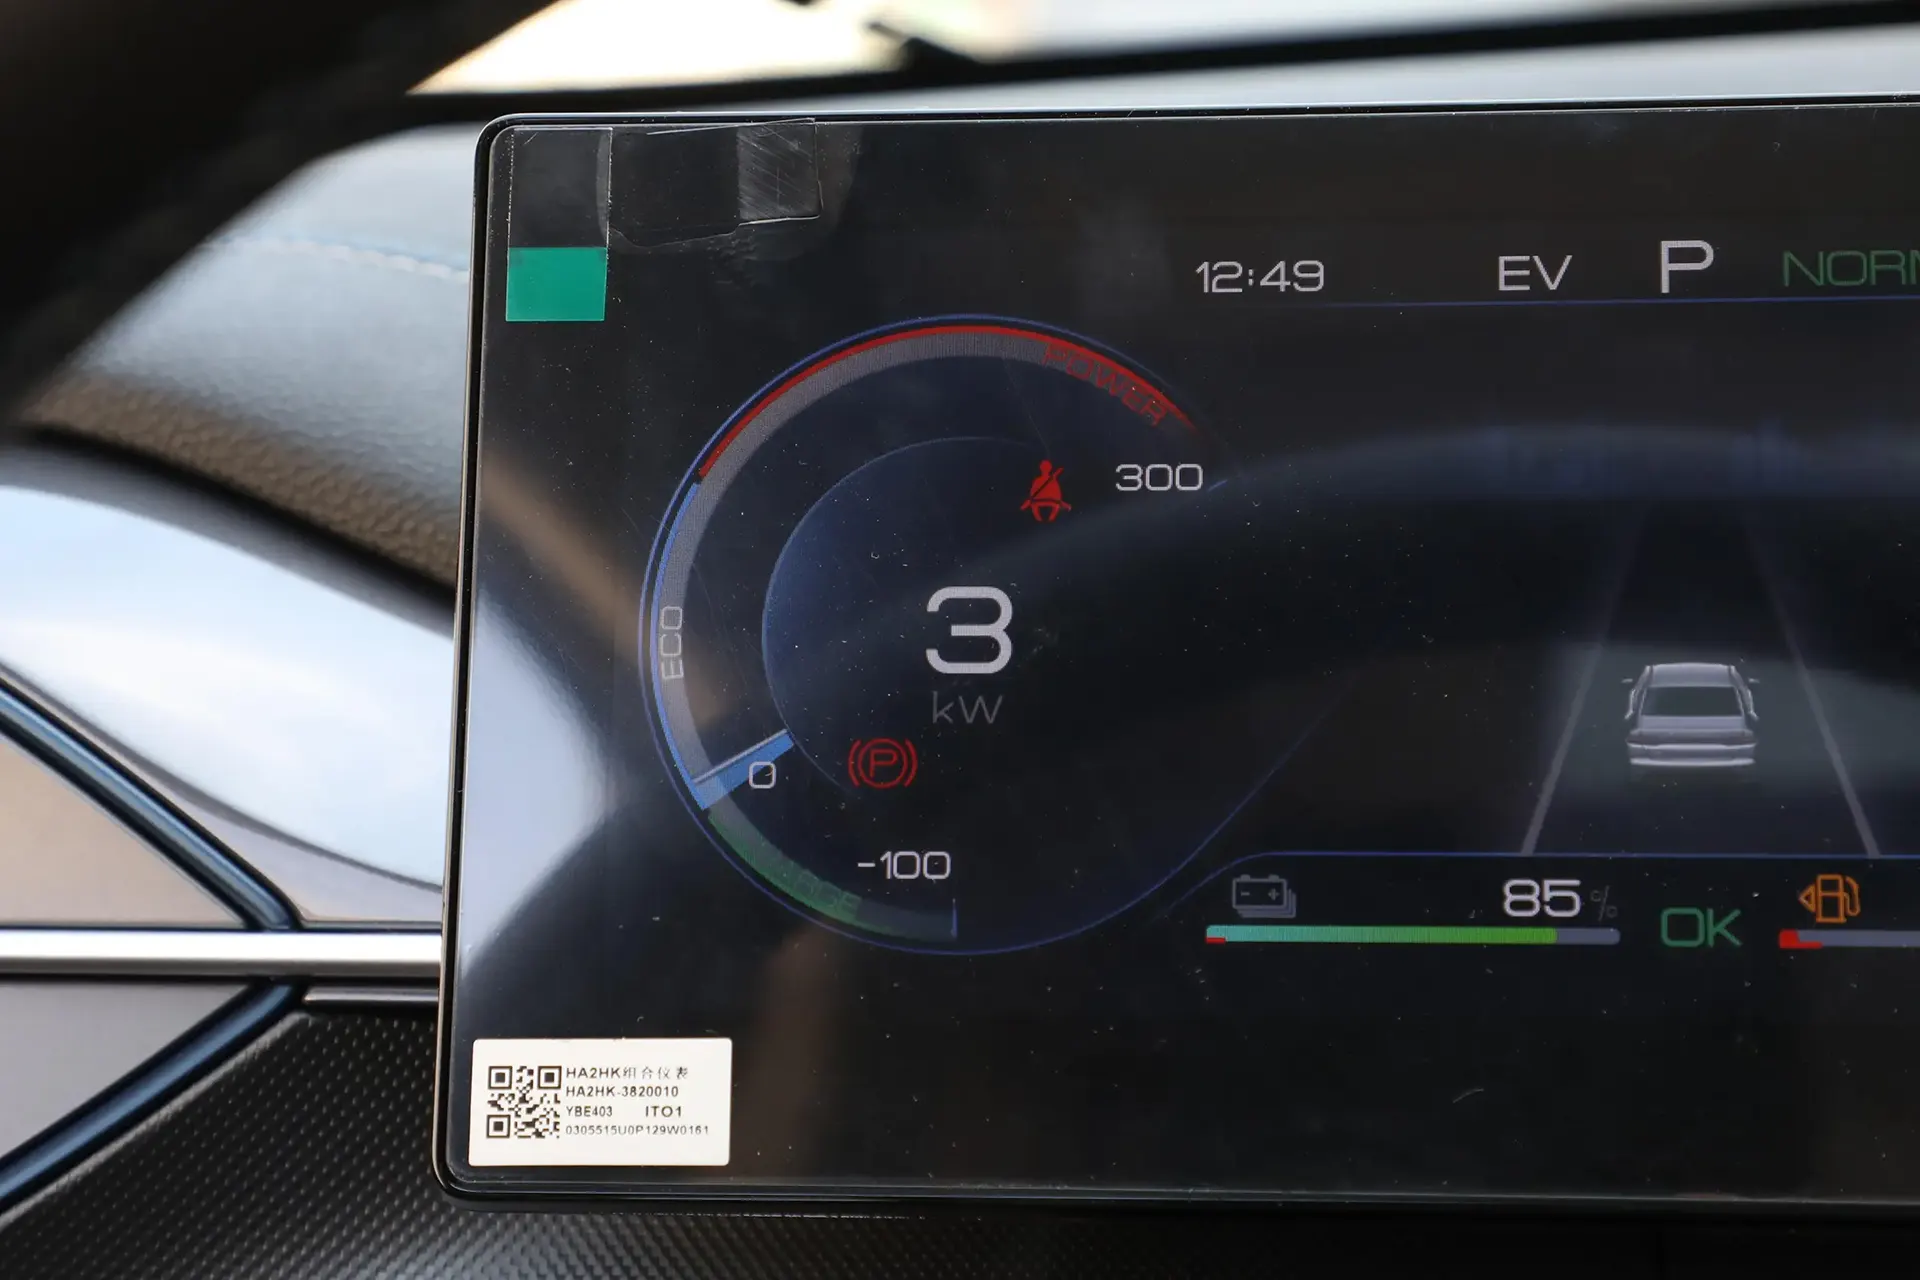 12:49 EV P NORM
POWER
300
ECO
3
kW
0
P
-100
85 %
OK
HA2HK组合仪表
HA2HK-3820010
YBE403 ITO1
0305515U0P129W0161